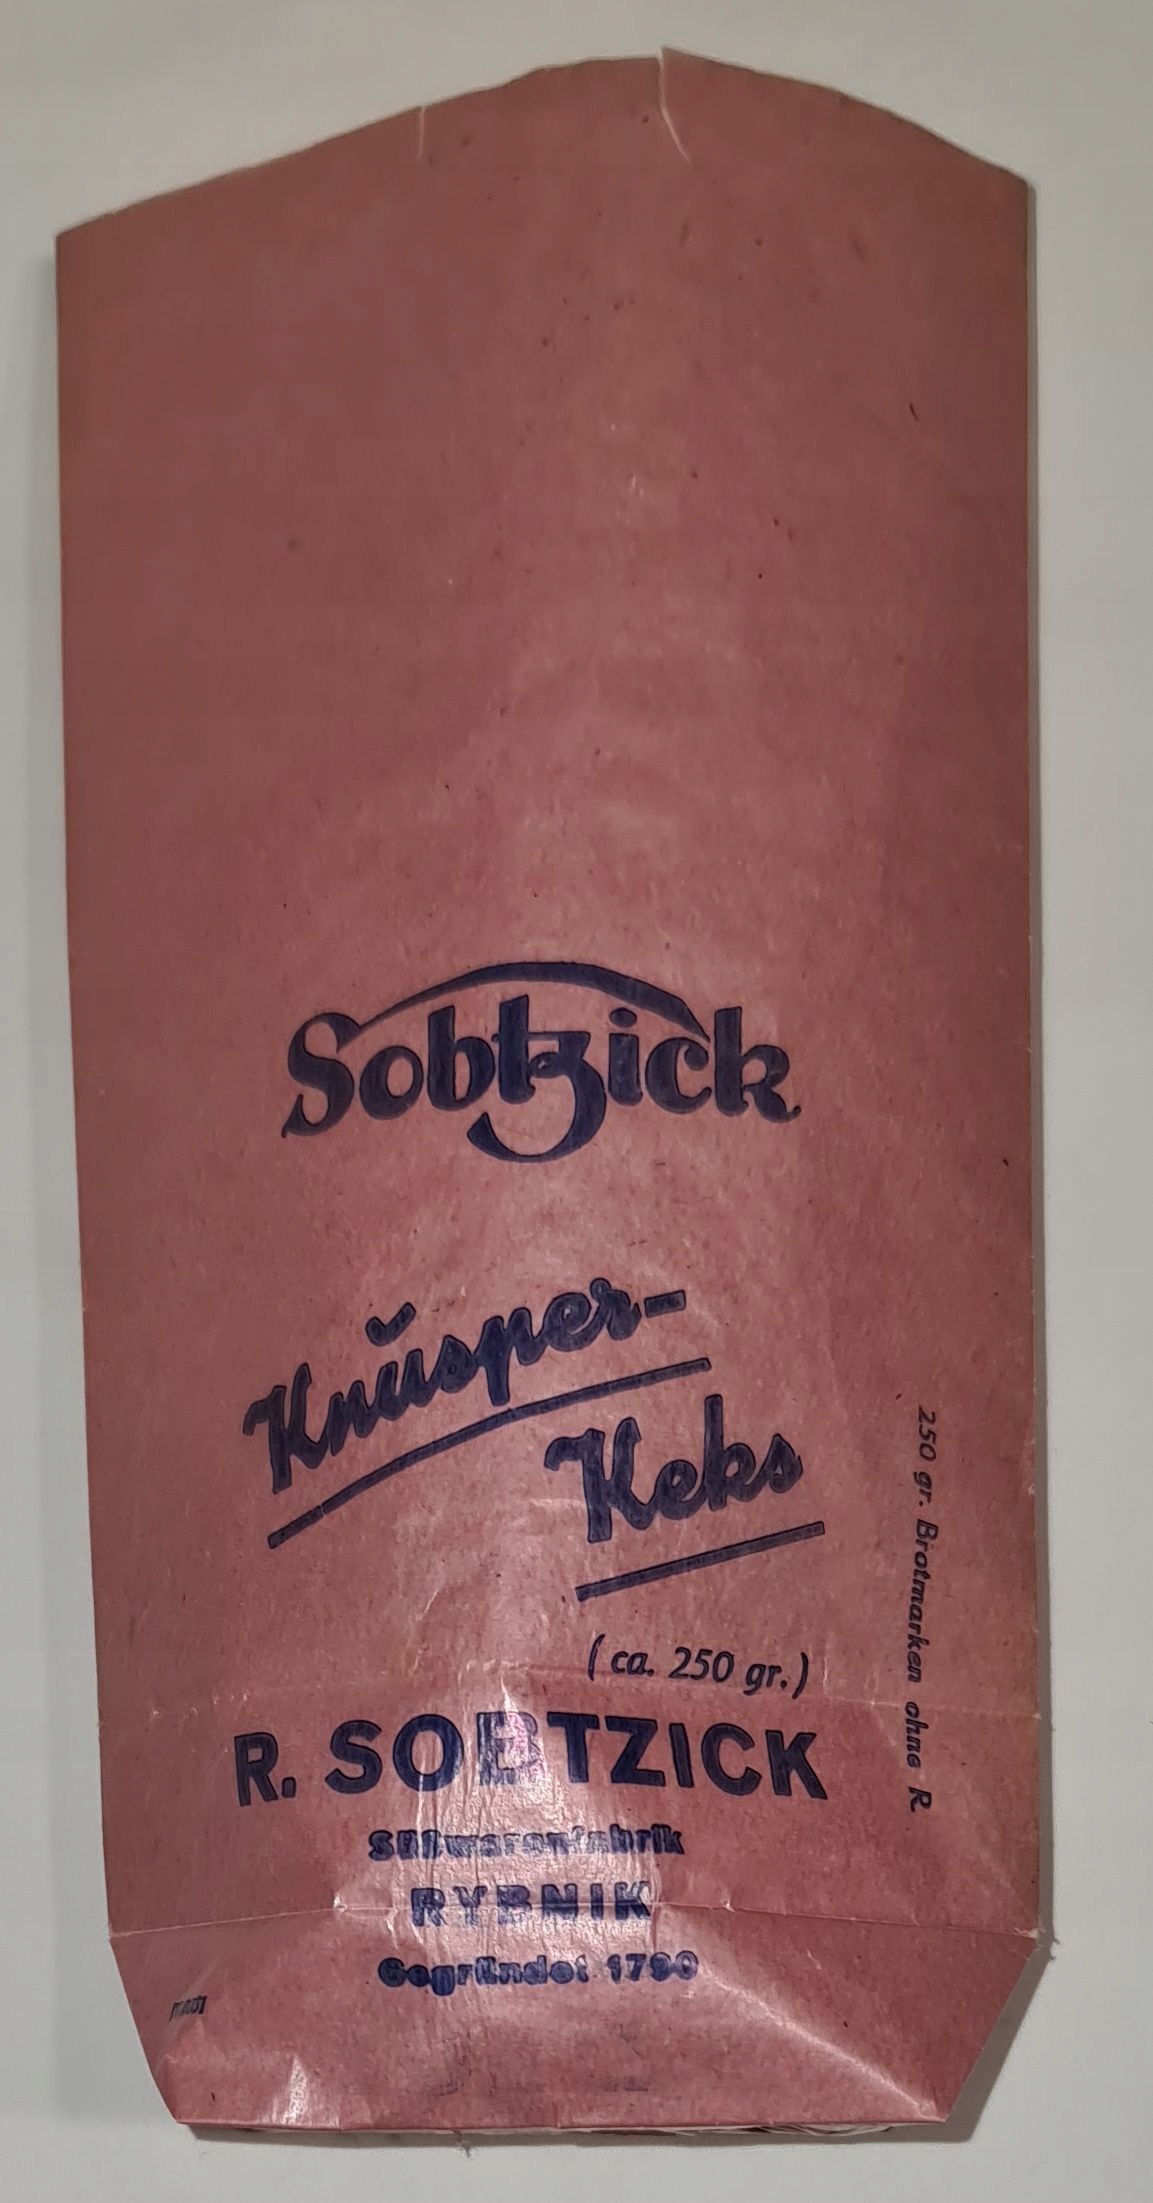 Sobtzick
Knusper-
Keks
(ca. 250 gr.)
R. SOBTZICK
Süßwarenfabrik
RYBNIK
Gegründet 1790
250 gr. Brotmarken ohne R